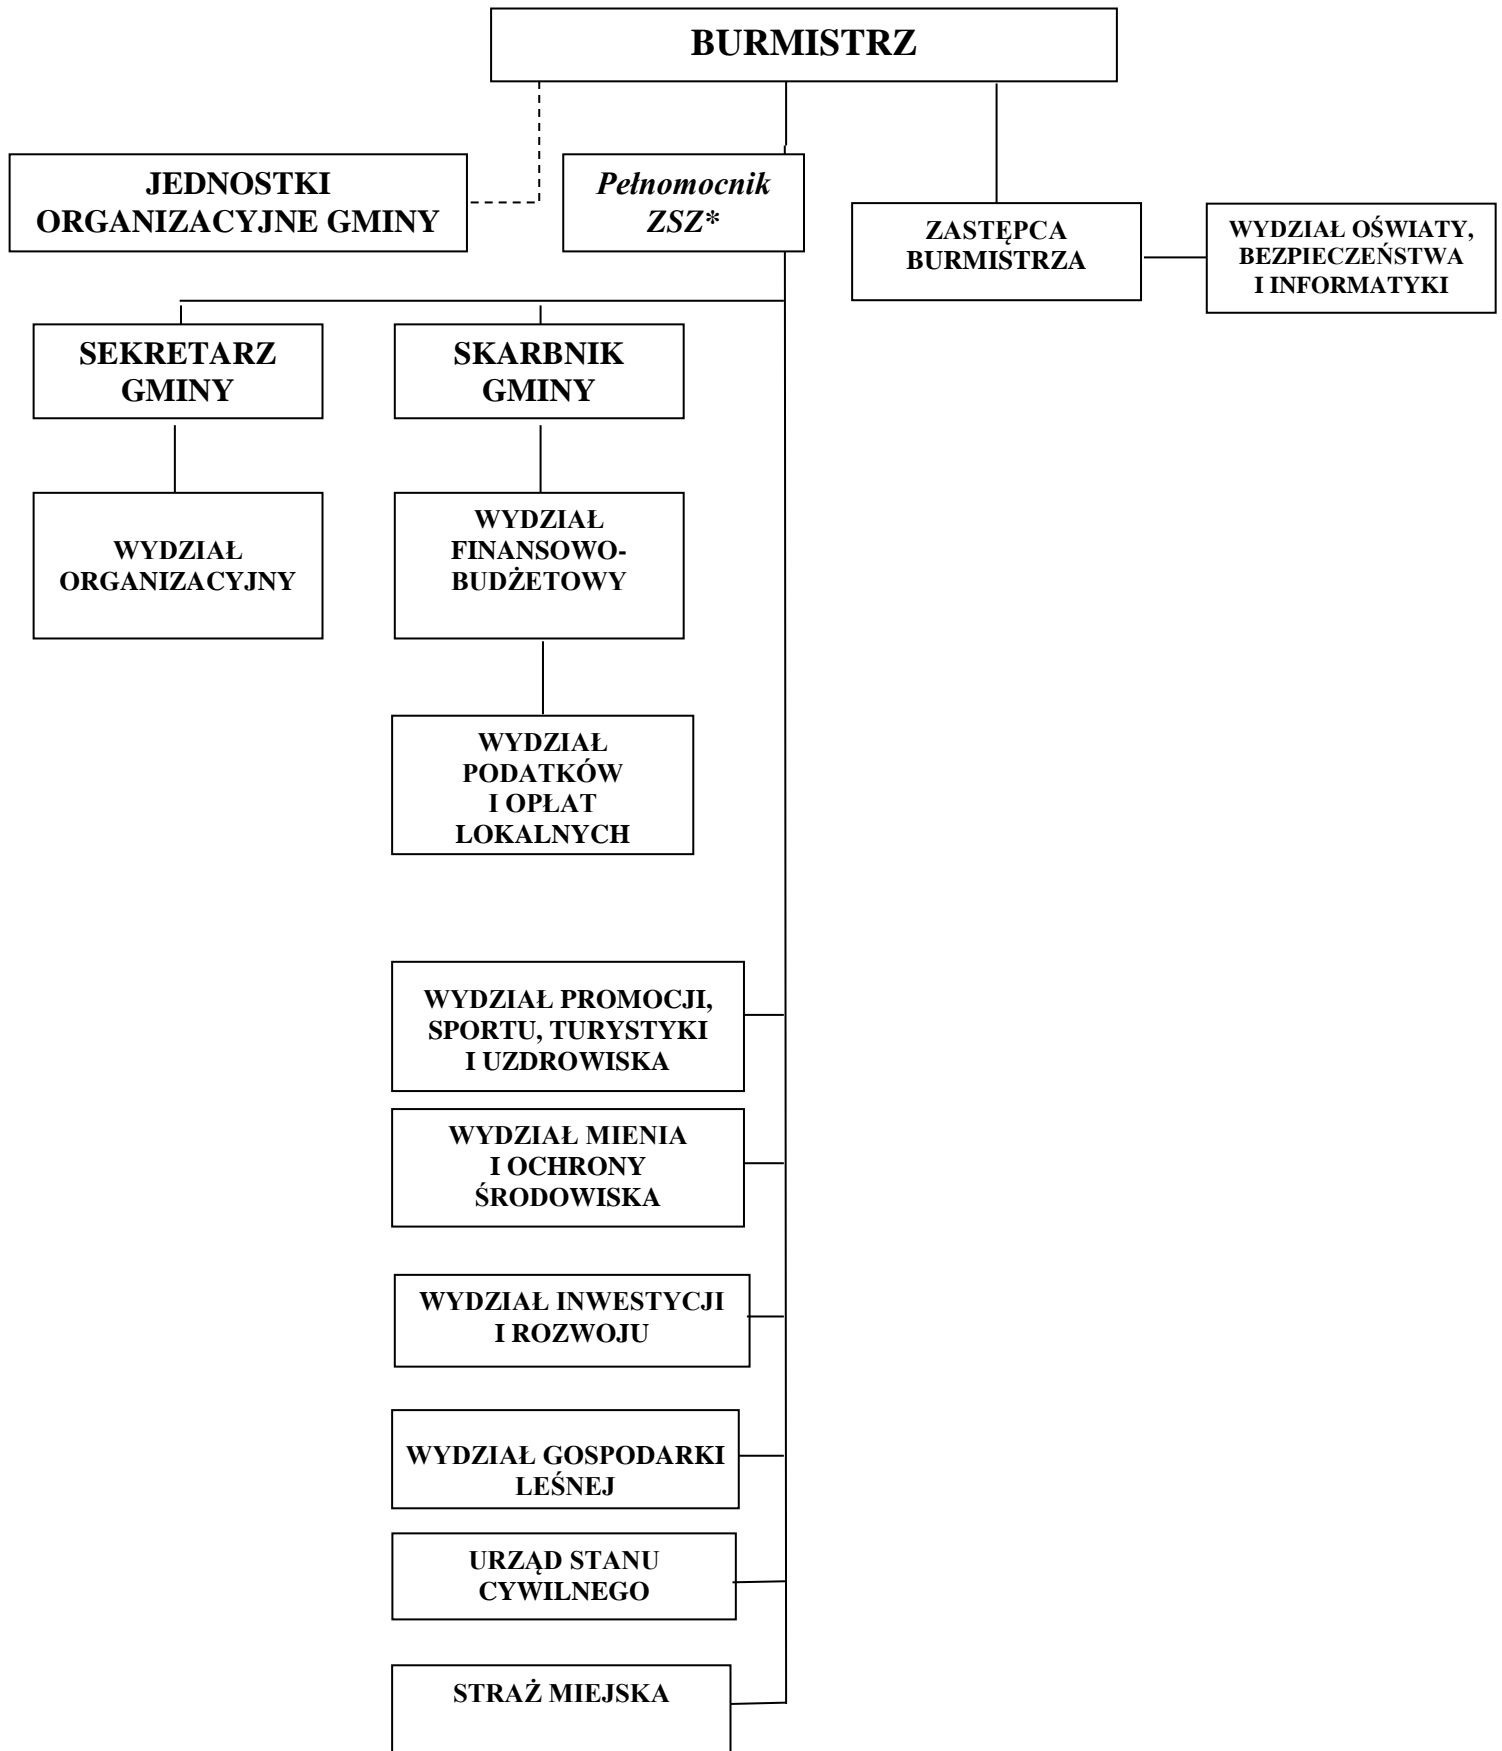 BURMISTRZ
JEDNOSTKI
ORGANIZACYJNE GMINY
Pełnomocnik
ZSZ*
ZASTĘPCA
BURMISTRZA
WYDZIAŁ OŚWIATY,
BEZPIECZEŃSTWA
I INFORMATYKI
SEKRETARZ
GMINY
SKARBNIK
GMINY
WYDZIAŁ
ORGANIZACYJNY
WYDZIAŁ
FINANSOWO-
BUDŻETOWY
WYDZIAŁ
PODATKÓW
I OPŁAT
LOKALNYCH
WYDZIAŁ PROMOCJI,
SPORTU, TURYSTYKI
I UZDROWISKA
WYDZIAŁ MIENIA
I OCHRONY
ŚRODOWISKA
WYDZIAŁ INWESTYCJI
I ROZWOJU
WYDZIAŁ GOSPODARKI
LEŚNEJ
URZĄD STANU
CYWILNEGO
STRAŻ MIEJSKA